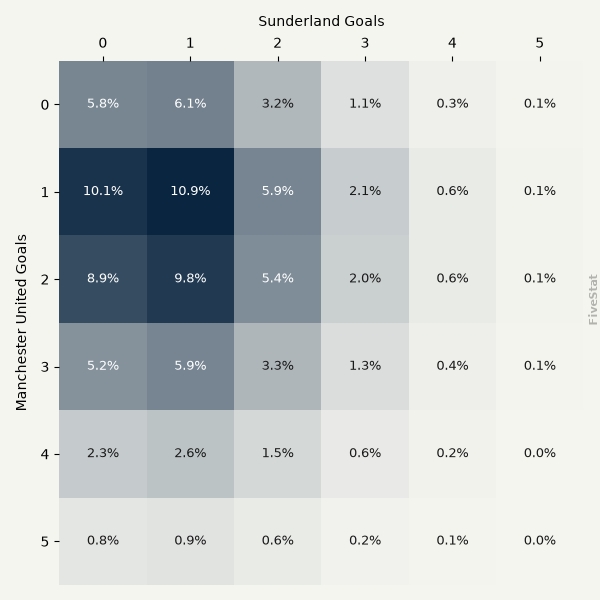 Sunderland Goals
0 1 2 3 4 5
0 5.8% 6.1% 3.2% 1.1% 0.3% 0.1%
1 10.1% 10.9% 5.9% 2.1% 0.6% 0.1%
2 8.9% 9.8% 5.4% 2.0% 0.6% 0.1%
3 5.2% 5.9% 3.3% 1.3% 0.4% 0.1%
4 2.3% 2.6% 1.5% 0.6% 0.2% 0.0%
5 0.8% 0.9% 0.6% 0.2% 0.1% 0.0%
Manchester United Goals
FiveStat